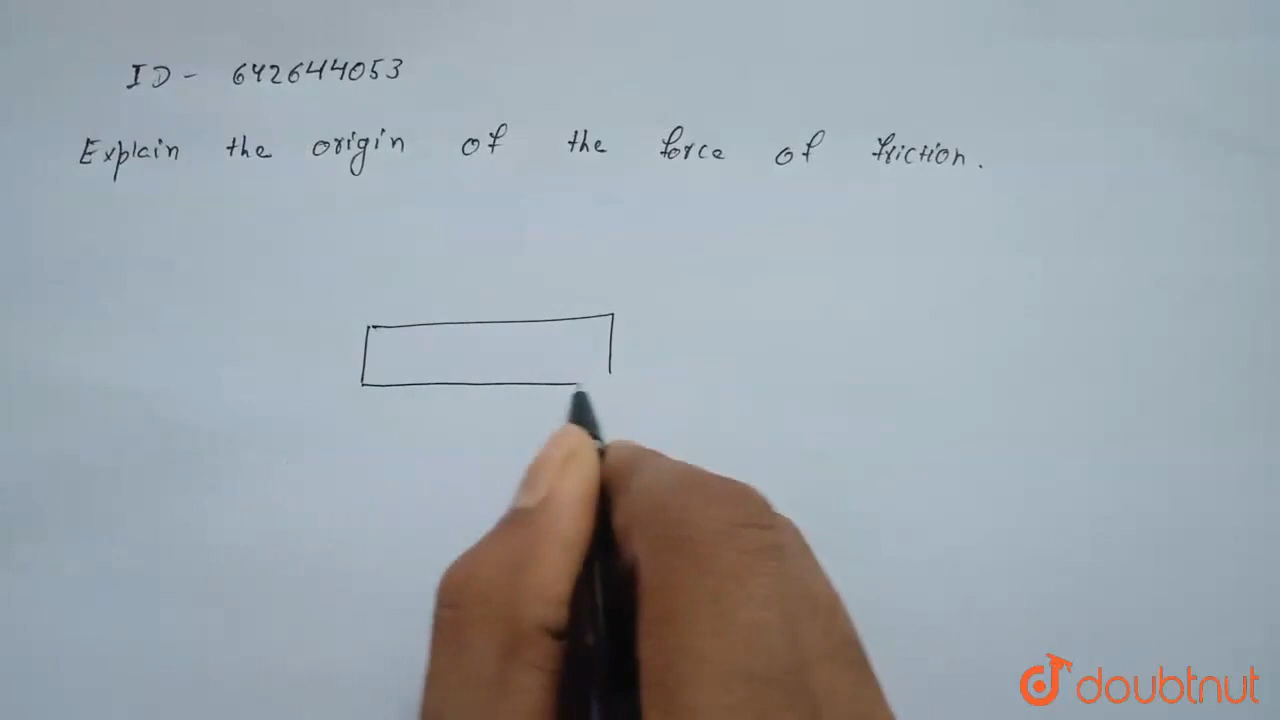 ID - 642644053
Explain the origin of the force of friction.
doubtnut